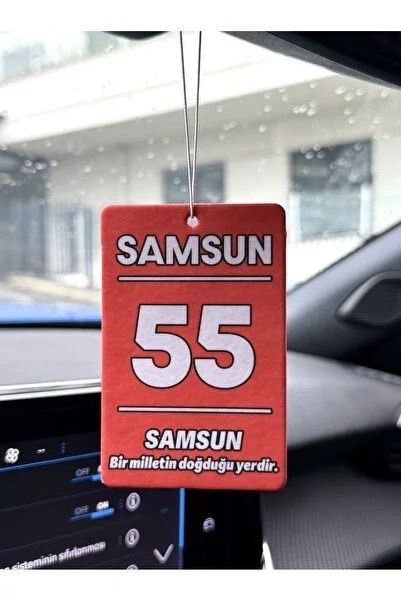 SAMSUN
55
SAMSUN
Bir milletin doğduğu yerdir.
OFF
OFF ON
sisteminin sıfırlanması